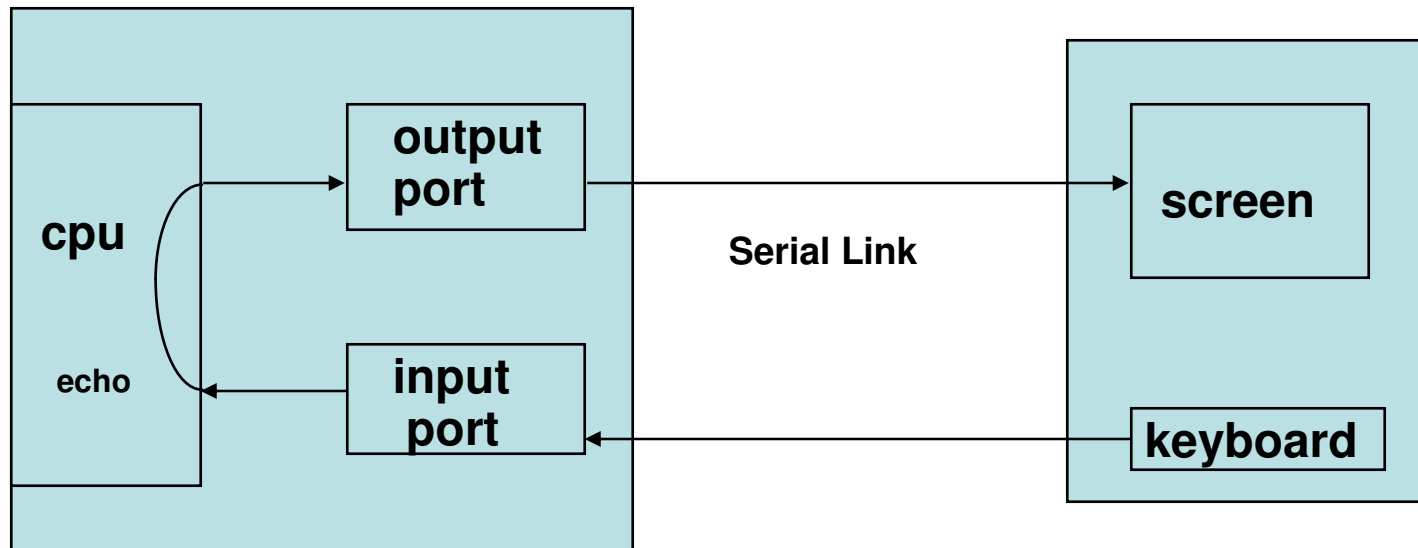 output
port
cpu
screen
Serial Link
echo
input
port
keyboard